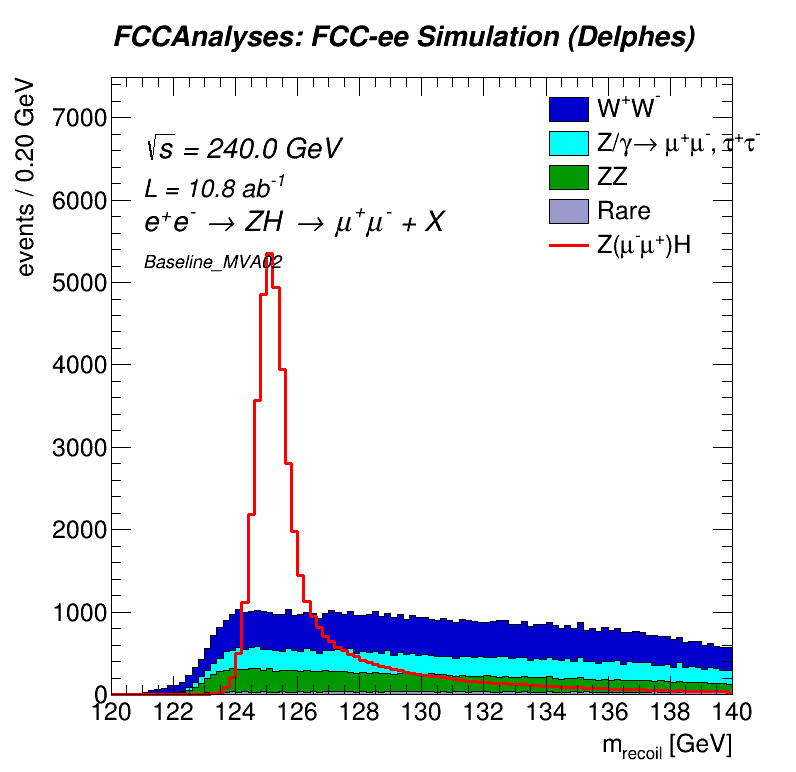 FCCAnalyses: FCC-ee Simulation (Delphes)
events / 0.20 GeV
7000
6000
5000
4000
3000
2000
1000
0
√s = 240.0 GeV
L = 10.8 ab⁻¹
e⁺e⁻ → ZH → μ⁺μ⁻ + X
Baseline_MVA02
W⁺W⁻
Z/γ→ μ⁺μ⁻, τ⁺τ⁻
ZZ
Rare
Z(μ⁻μ⁺)H
120 122 124 126 128 130 132 134 136 138 140
m_recoil [GeV]